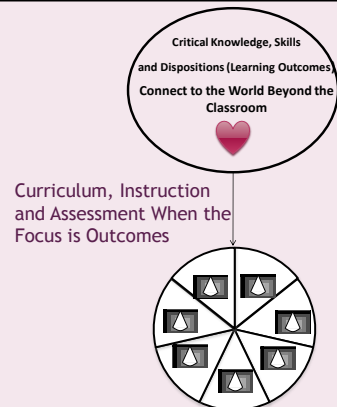 Critical Knowledge, Skills
and Dispositions (Learning Outcomes)
Connect to the World Beyond the
Classroom
Curriculum, Instruction
and Assessment When the
Focus is Outcomes